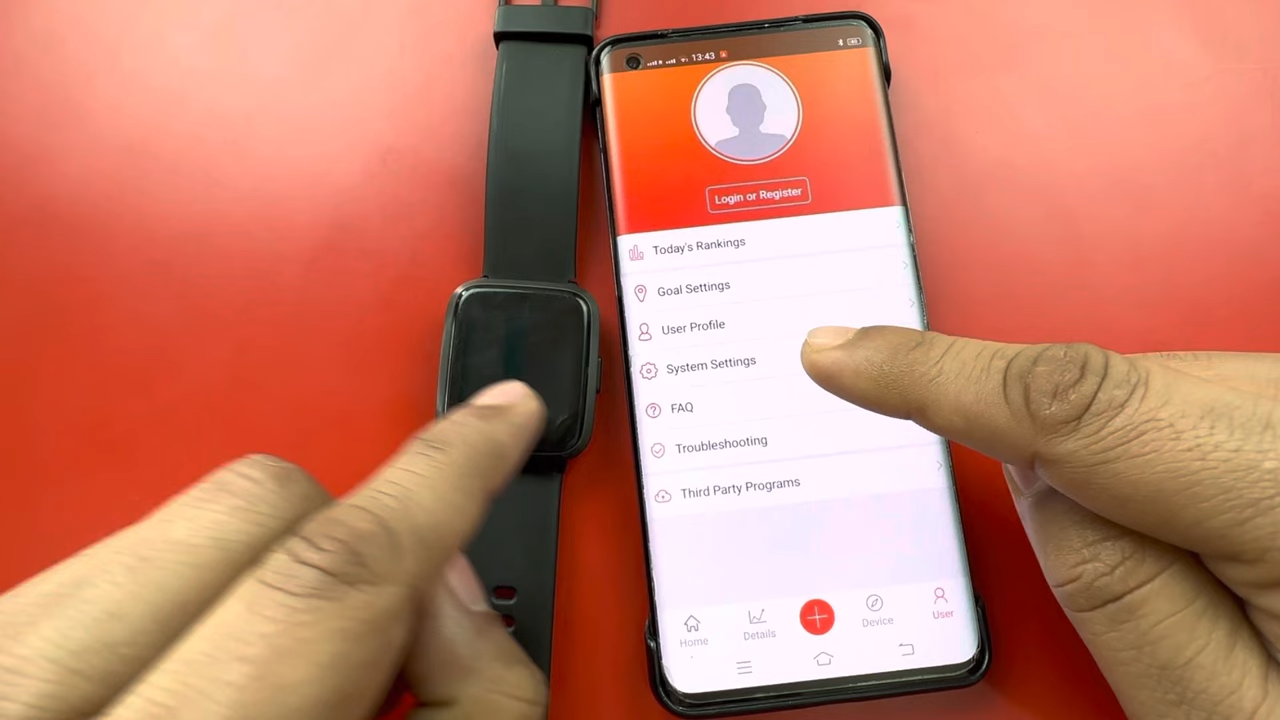 13:43
Login or Register
Today's Rankings
Goal Settings
User Profile
System Settings
FAQ
Troubleshooting
Third Party Programs
Home
Details
Device
User